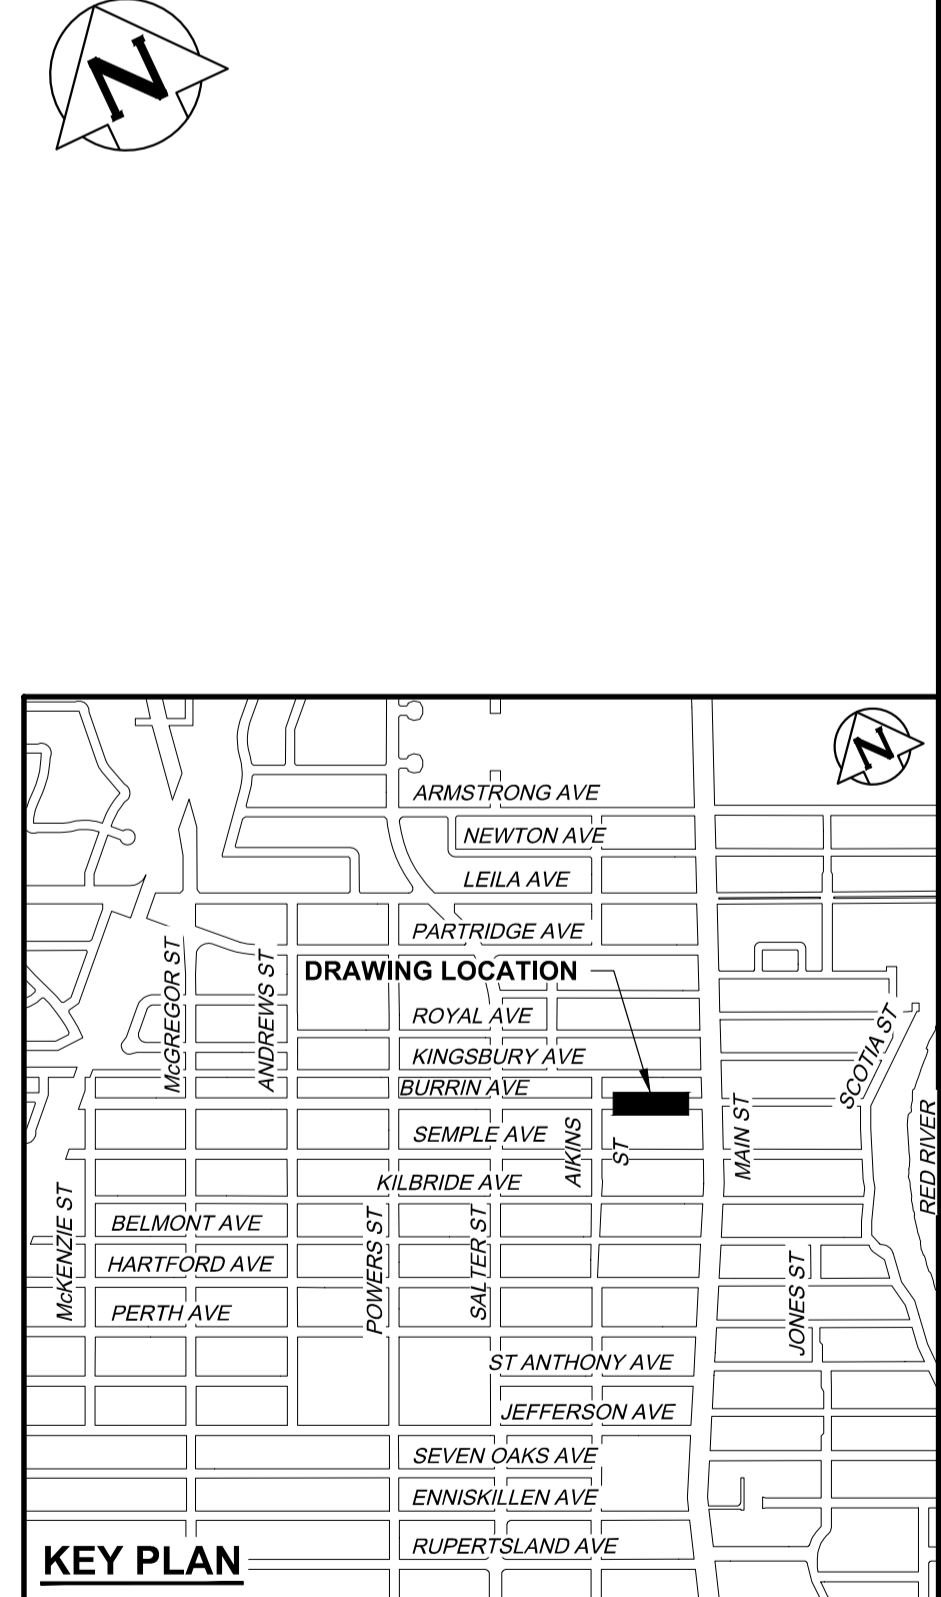 N
N
ARMSTRONG AVE
NEWTON AVE
LEILA AVE
PARTRIDGE AVE
McGREGOR ST
ANDREWS ST
DRAWING LOCATION
ROYAL AVE
SCOTIA ST
KINGSBURY AVE
BURRIN AVE
SEMPLE AVE
AIKINS
ST
MAIN ST
RED RIVER
KILBRIDE AVE
McKENZIE ST
BELMONT AVE
POWERS ST
SALTER ST
HARTFORD AVE
JONES ST
PERTH AVE
ST ANTHONY AVE
JEFFERSON AVE
SEVEN OAKS AVE
ENNISKILLEN AVE
RUPERTSLAND AVE
KEY PLAN